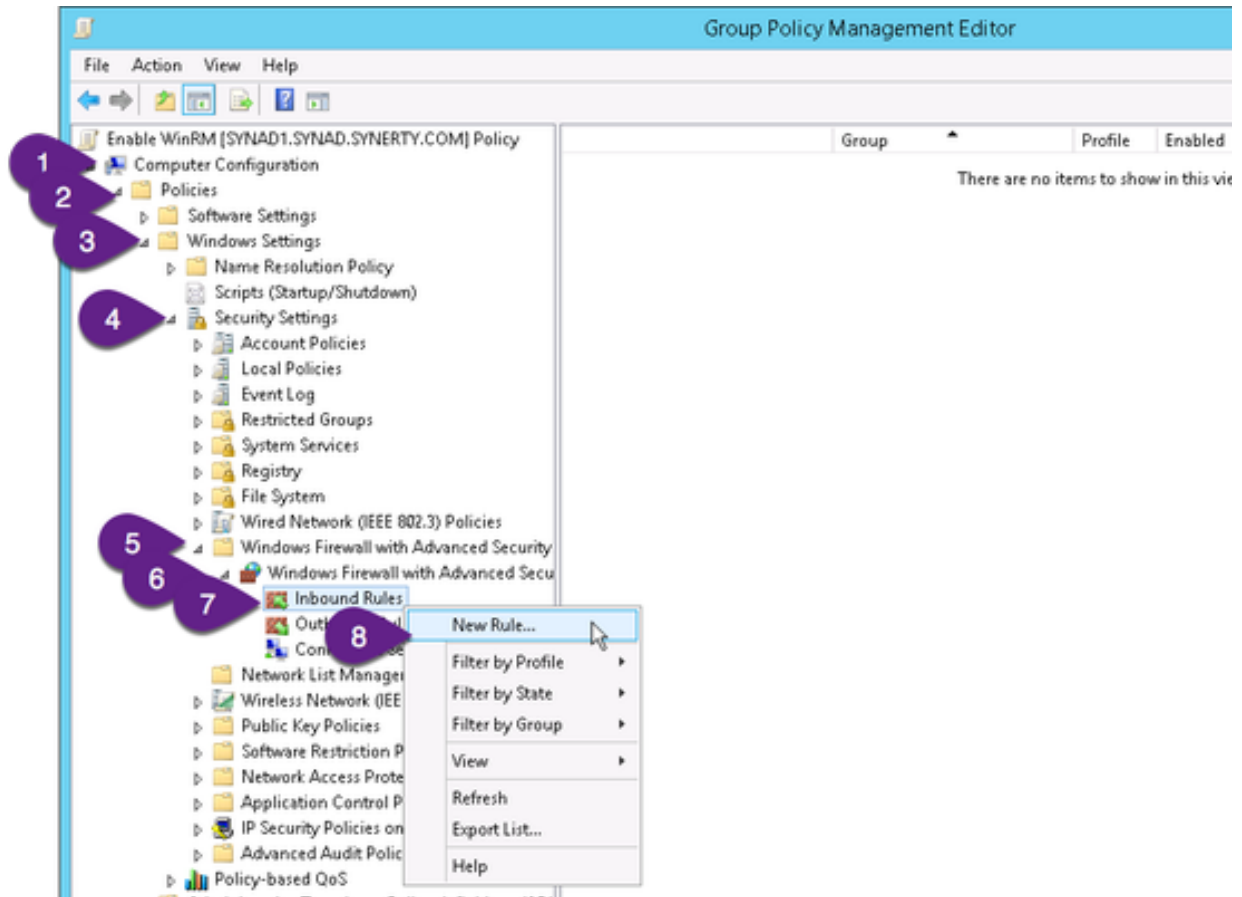 Group Policy Management Editor
File Action View Help
Enable WinRM [SYNAD1.SYNAD.SYNERTY.COM] Policy
Group Profile Enabled
1 Computer Configuration
There are no items to show in this vie
2 Policies
Software Settings
3 Windows Settings
Name Resolution Policy
Scripts (Startup/Shutdown)
4 Security Settings
Account Policies
Local Policies
Event Log
Restricted Groups
System Services
Registry
File System
Wired Network (IEEE 802.3) Policies
5 Windows Firewall with Advanced Security
6 Windows Firewall with Advanced Secu
7 Inbound Rules
8 New Rule...
Filter by Profile
Filter by State
Filter by Group
View
Refresh
Export List...
Help
Network List Manager
Wireless Network (IEE
Public Key Policies
Software Restriction P
Network Access Prote
Application Control P
IP Security Policies on
Advanced Audit Polic
Policy-based QoS